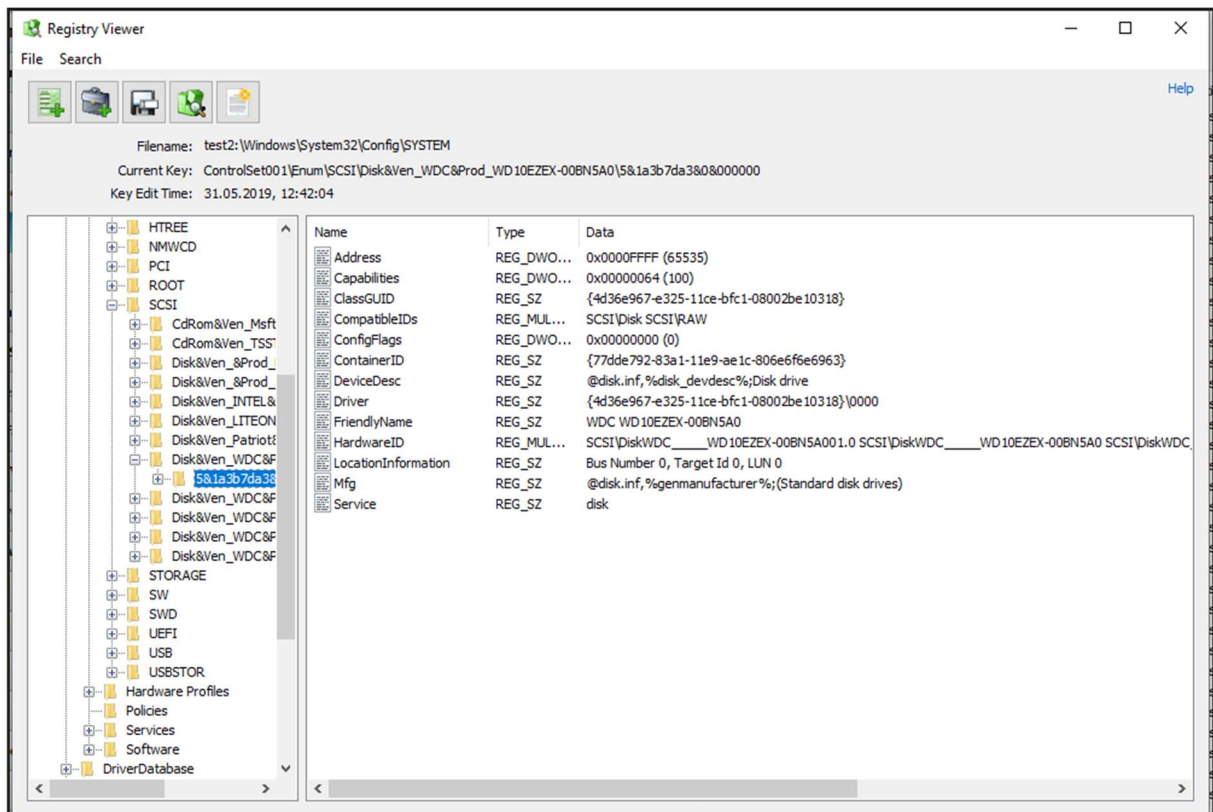 Registry Viewer
File Search
Help
Filename: test2:\Windows\System32\Config\SYSTEM
Current Key: ControlSet001\Enum\SCSI\Disk&Ven_WDC&Prod_WD10EZEX-00BN5A0\5&1a3b7da3&0&000000
Key Edit Time: 31.05.2019, 12:42:04
HTREE
NMWCD
PCI
ROOT
SCSI
CdRom&Ven_Msft
CdRom&Ven_TSST
Disk&Ven_&Prod_
Disk&Ven_&Prod_
Disk&Ven_INTEL&
Disk&Ven_LITEON
Disk&Ven_Patriot&
Disk&Ven_WDC&P
5&1a3b7da3&
Disk&Ven_WDC&P
Disk&Ven_WDC&P
Disk&Ven_WDC&P
Disk&Ven_WDC&P
STORAGE
SW
SWD
UEFI
USB
USBSTOR
Hardware Profiles
Policies
Services
Software
DriverDatabase
Name Type Data
Address REG_DWO... 0x0000FFFF (65535)
Capabilities REG_DWO... 0x00000064 (100)
ClassGUID REG_SZ {4d36e967-e325-11ce-bfc1-08002be10318}
CompatibleIDs REG_MUL... SCSI\Disk SCSI\RAW
ConfigFlags REG_DWO... 0x00000000 (0)
ContainerID REG_SZ {77dde792-83a1-11e9-ae1c-806e6f6e6963}
DeviceDesc REG_SZ @disk.inf,%disk_devdesc%;Disk drive
Driver REG_SZ {4d36e967-e325-11ce-bfc1-08002be10318}\0000
FriendlyName REG_SZ WDC WD10EZEX-00BN5A0
HardwareID REG_MUL... SCSI\DiskWDC_____WD10EZEX-00BN5A001.0 SCSI\DiskWDC_____WD10EZEX-00BN5A0 SCSI\DiskWDC_
LocationInformation REG_SZ Bus Number 0, Target Id 0, LUN 0
Mfg REG_SZ @disk.inf,%genmanufacturer%;(Standard disk drives)
Service REG_SZ disk